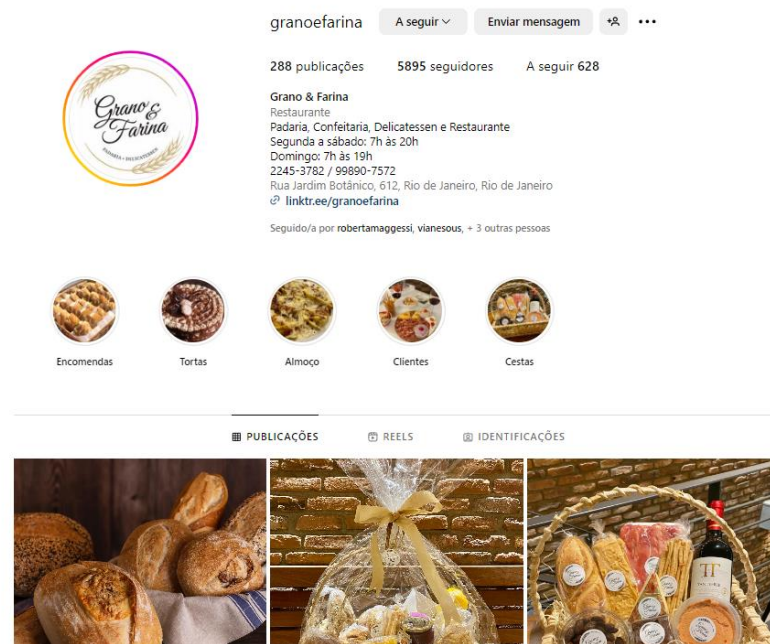 granoefarina A seguir Enviar mensagem
288 publicações 5895 seguidores A seguir 628
Grano & Farina
Restaurante
Padaria, Confeitaria, Delicatessen e Restaurante
Segunda a sábado: 7h às 20h
Domingo: 7h às 19h
2245-3782 / 99890-7572
Rua Jardim Botânico, 612, Rio de Janeiro, Rio de Janeiro
linktr.ee/granoefarina
Seguido/a por robertamaggessi, vianesous, + 3 outras pessoas
Grano &
Farina
PADARIA • DELICATESSEN
Encomendas Tortas Almoço Clientes Cestas
PUBLICAÇÕES REELS IDENTIFICAÇÕES